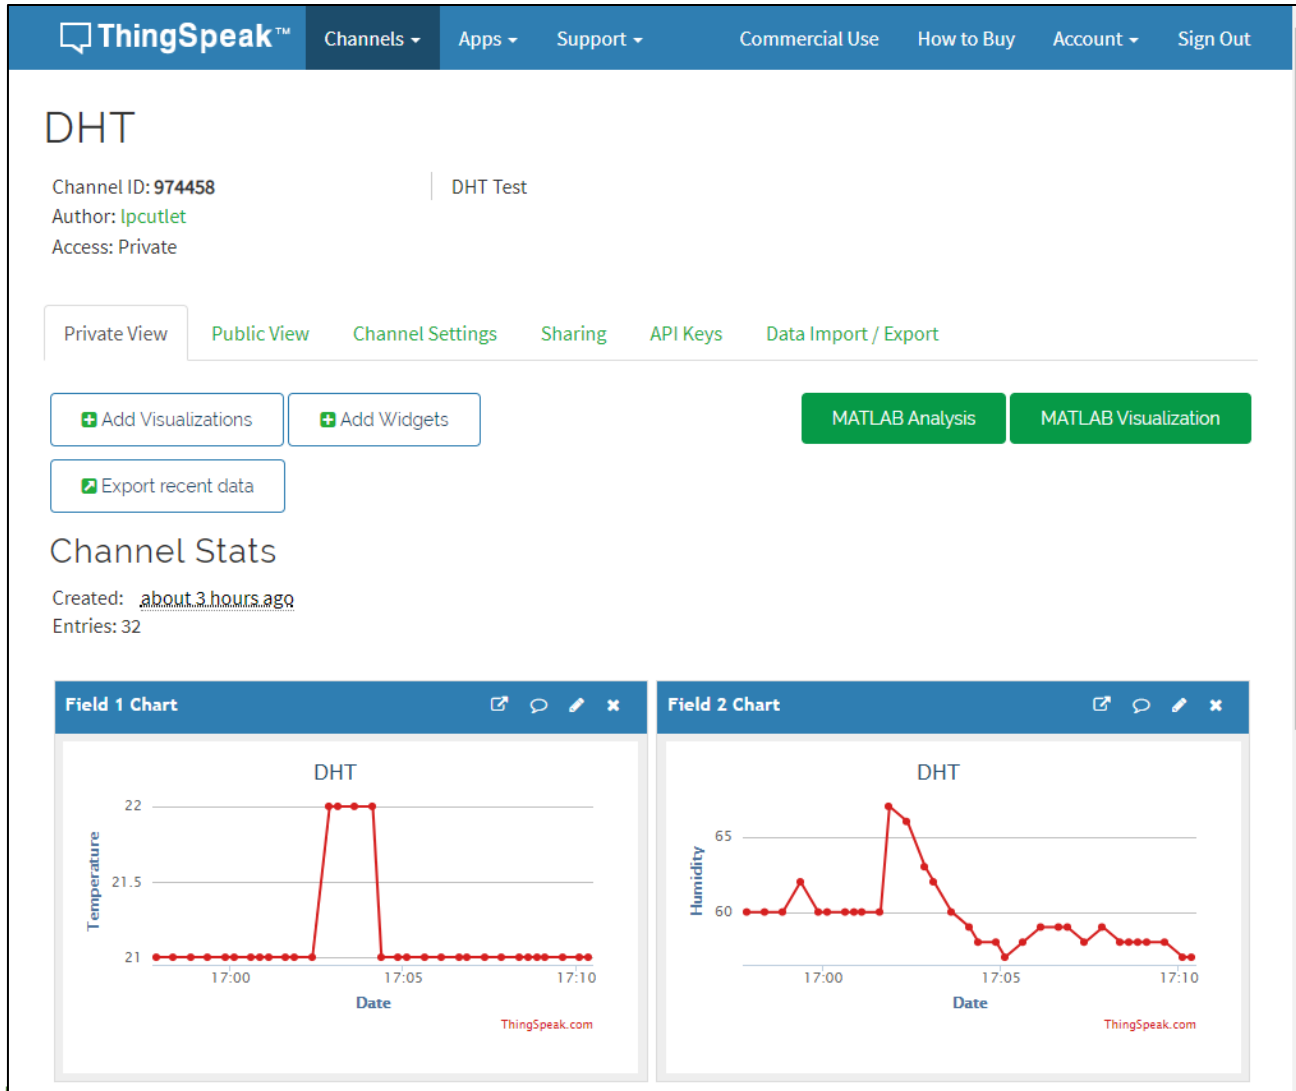 ThingSpeak™ Channels Apps Support Commercial Use How to Buy Account Sign Out
DHT
Channel ID: 974458 DHT Test
Author: lpcutlet
Access: Private
Private View Public View Channel Settings Sharing API Keys Data Import / Export
Add Visualizations Add Widgets MATLAB Analysis MATLAB Visualization
Export recent data
Channel Stats
Created: about 3 hours ago
Entries: 32
Field 1 Chart
DHT
Temperature
22
21.5
21
17:00 17:05 17:10
Date
ThingSpeak.com
Field 2 Chart
DHT
Humidity
65
60
17:00 17:05 17:10
Date
ThingSpeak.com